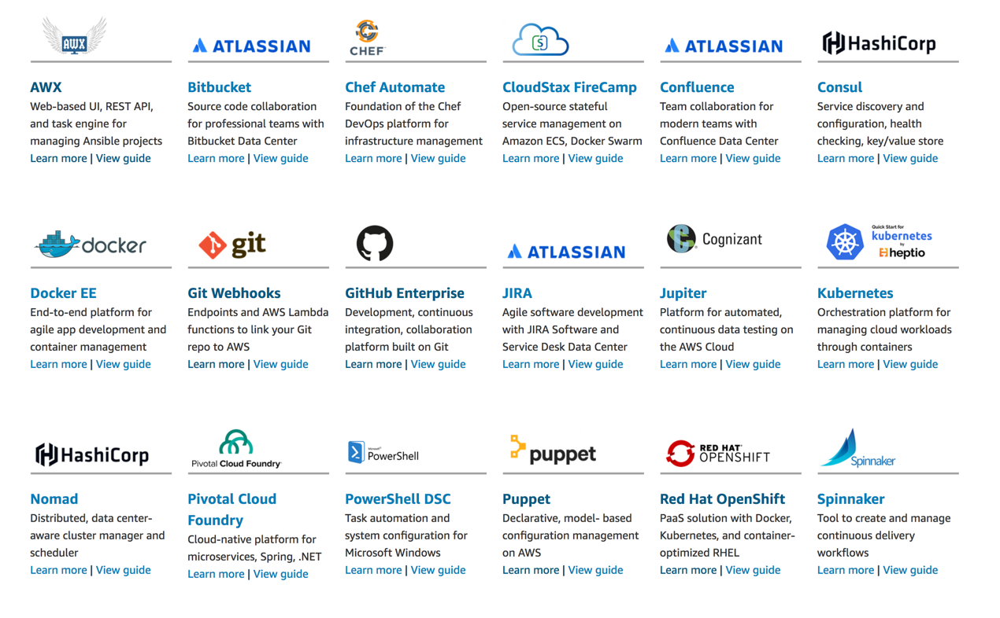 AWX
ATLASSIAN
CHEF
S
ATLASSIAN
HashiCorp
AWX
Web-based UI, REST API,
and task engine for
managing Ansible projects
Learn more | View guide
Bitbucket
Source code collaboration
for professional teams with
Bitbucket Data Center
Learn more | View guide
Chef Automate
Foundation of the Chef
DevOps platform for
infrastructure management
Learn more | View guide
CloudStax FireCamp
Open-source stateful
service management on
Amazon ECS, Docker Swarm
Learn more | View guide
Confluence
Team collaboration for
modern teams with
Confluence Data Center
Learn more | View guide
Consul
Service discovery and
configuration, health
checking, key/value store
Learn more | View guide
docker
git
ATLASSIAN
Cognizant
Quick Start for
kubernetes
by
heptio
Docker EE
End-to-end platform for
agile app development and
container management
Learn more | View guide
Git Webhooks
Endpoints and AWS Lambda
functions to link your Git
repo to AWS
Learn more | View guide
GitHub Enterprise
Development, continuous
integration, collaboration
platform built on Git
Learn more | View guide
JIRA
Agile software development
with JIRA Software and
Service Desk Data Center
Learn more | View guide
Jupiter
Platform for automated,
continuous data testing on
the AWS Cloud
Learn more | View guide
Kubernetes
Orchestration platform for
managing cloud workloads
through containers
Learn more | View guide
HashiCorp
Pivotal Cloud Foundry
Microsoft
PowerShell
puppet
RED HAT
OPENSHIFT
Spinnaker
Nomad
Distributed, data center-
aware cluster manager and
scheduler
Learn more | View guide
Pivotal Cloud
Foundry
Cloud-native platform for
microservices, Spring, .NET
Learn more | View guide
PowerShell DSC
Task automation and
system configuration for
Microsoft Windows
Learn more | View guide
Puppet
Declarative, model- based
configuration management
on AWS
Learn more | View guide
Red Hat OpenShift
PaaS solution with Docker,
Kubernetes, and container-
optimized RHEL
Learn more | View guide
Spinnaker
Tool to create and manage
continuous delivery
workflows
Learn more | View guide